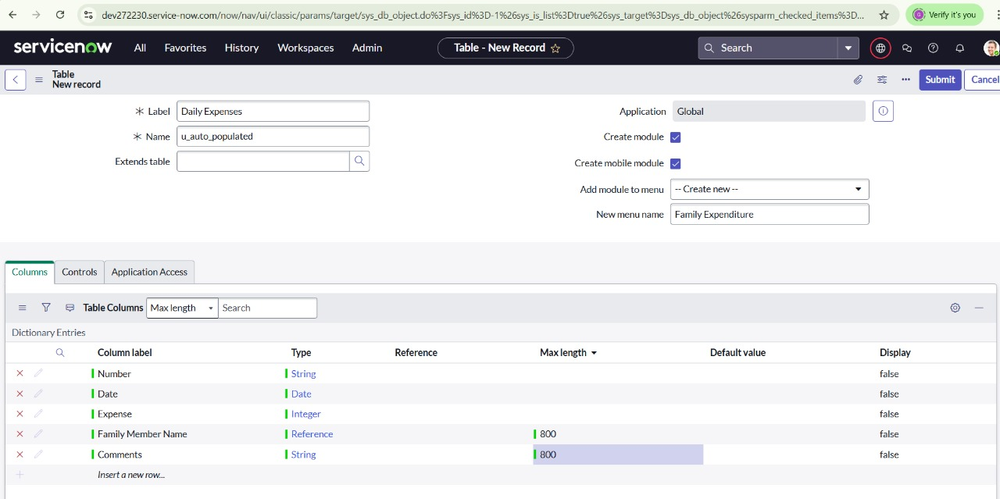 dev272230.service-now.com/now/nav/ui/classic/params/target/sys_db_object.do%3Fsys_id%3D-1%26sys_is_list%3Dtrue%26sys_target%3Dsys_db_object%26sysparm_checked_items%3D...
Verify it's you
servicenow All Favorites History Workspaces Admin Table - New Record Search
Table
New record
Submit Cancel
Label Daily Expenses
Name u_auto_populated
Extends table
Application Global
Create module
Create mobile module
Add module to menu -- Create new --
New menu name Family Expenditure
Columns Controls Application Access
Table Columns Max length Search
Dictionary Entries
Column label Type Reference Max length Default value Display
Number String false
Date Date false
Expense Integer false
Family Member Name Reference 800 false
Comments String 800 false
Insert a new row...